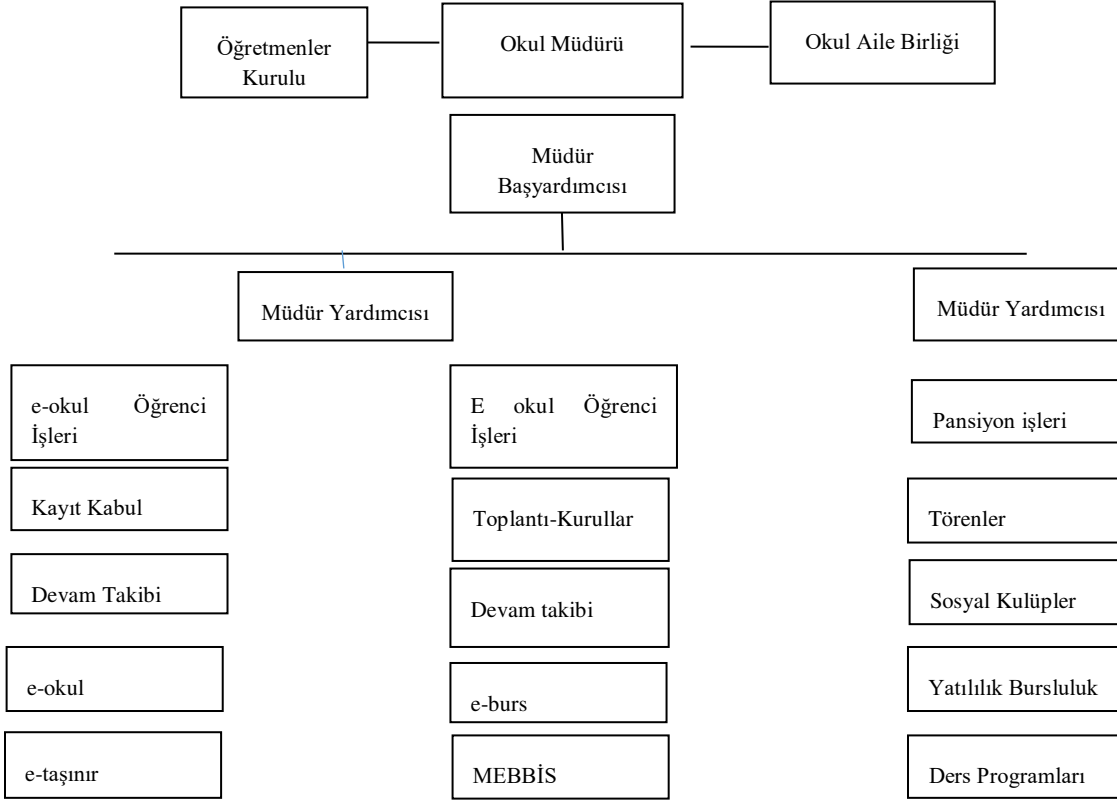 Öğretmenler
Kurulu
Okul Müdürü
Okul Aile Birliği
Müdür
Başyardımcısı
Müdür Yardımcısı
Müdür Yardımcısı
e-okul Öğrenci
İşleri
E okul Öğrenci
İşleri
Pansiyon işleri
Kayıt Kabul
Toplantı-Kurullar
Törenler
Devam Takibi
Devam takibi
Sosyal Kulüpler
e-okul
e-burs
Yatılılık Bursluluk
e-taşınır
MEBBİS
Ders Programları